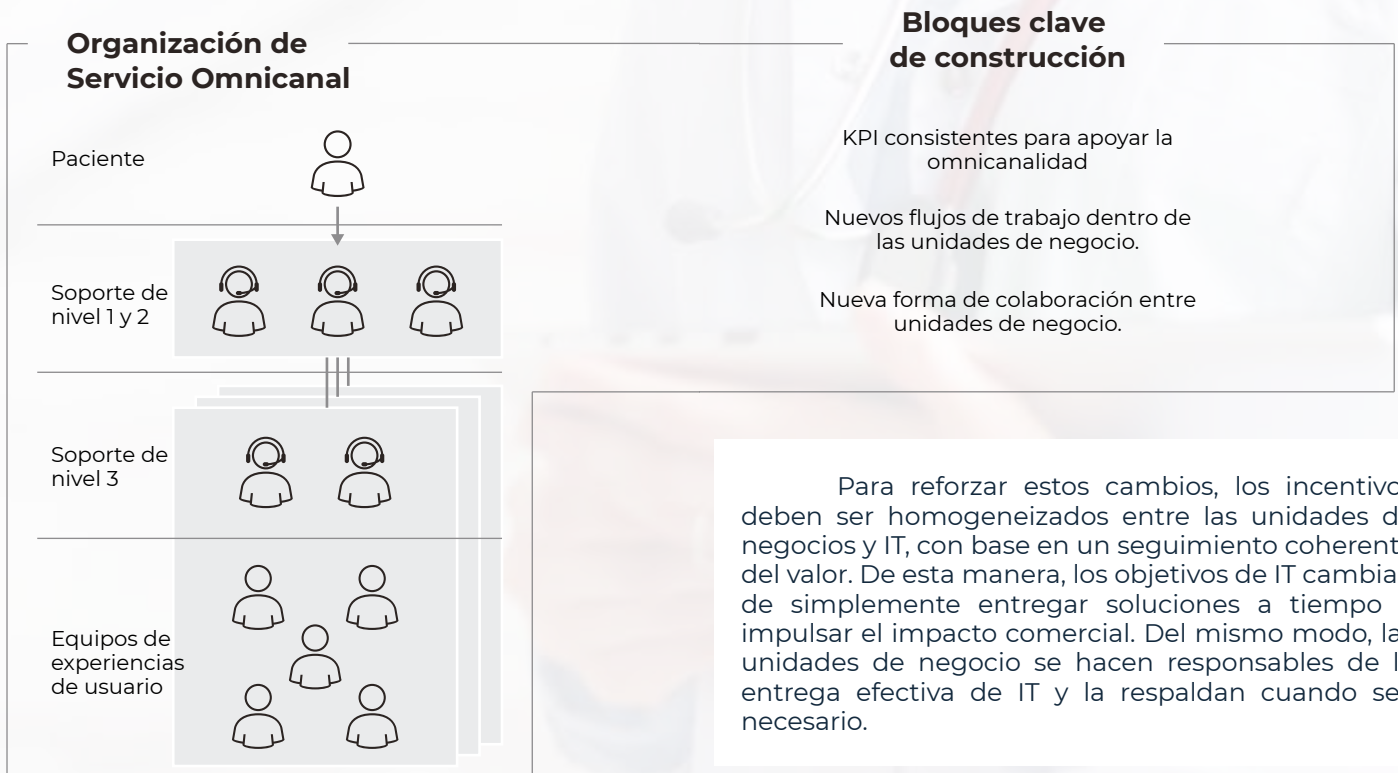 Organización de
Servicio Omnicanal
Paciente
Soporte de
nivel 1 y 2
Soporte de
nivel 3
Equipos de
experiencias
de usuario
Bloques clave
de construcción
KPI consistentes para apoyar la
omnicanalidad
Nuevos flujos de trabajo dentro de
las unidades de negocio.
Nueva forma de colaboración entre
unidades de negocio.
Para reforzar estos cambios, los incentivo
deben ser homogeneizados entre las unidades d
negocios y IT, con base en un seguimiento coherent
del valor. De esta manera, los objetivos de IT cambia
de simplemente entregar soluciones a tiempo
impulsar el impacto comercial. Del mismo modo, la
unidades de negocio se hacen responsables de l
entrega efectiva de IT y la respaldan cuando se
necesario.